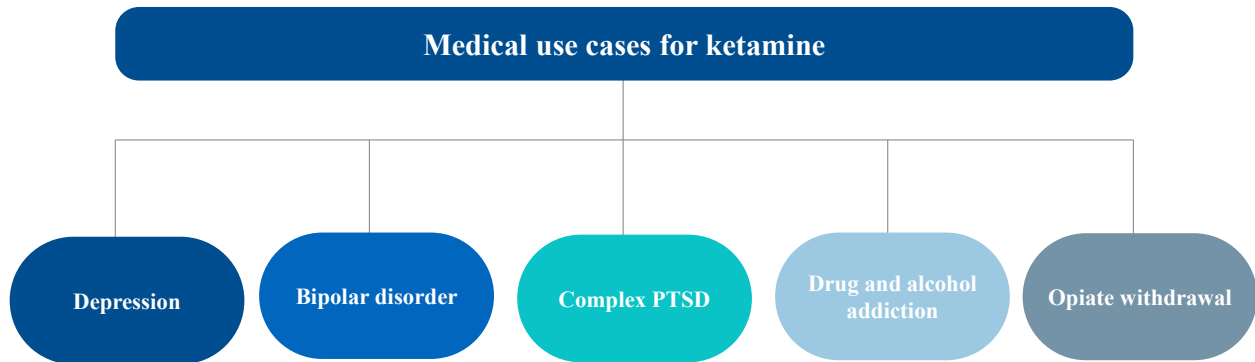 Medical use cases for ketamine
Depression
Bipolar disorder
Complex PTSD
Drug and alcohol
addiction
Opiate withdrawal